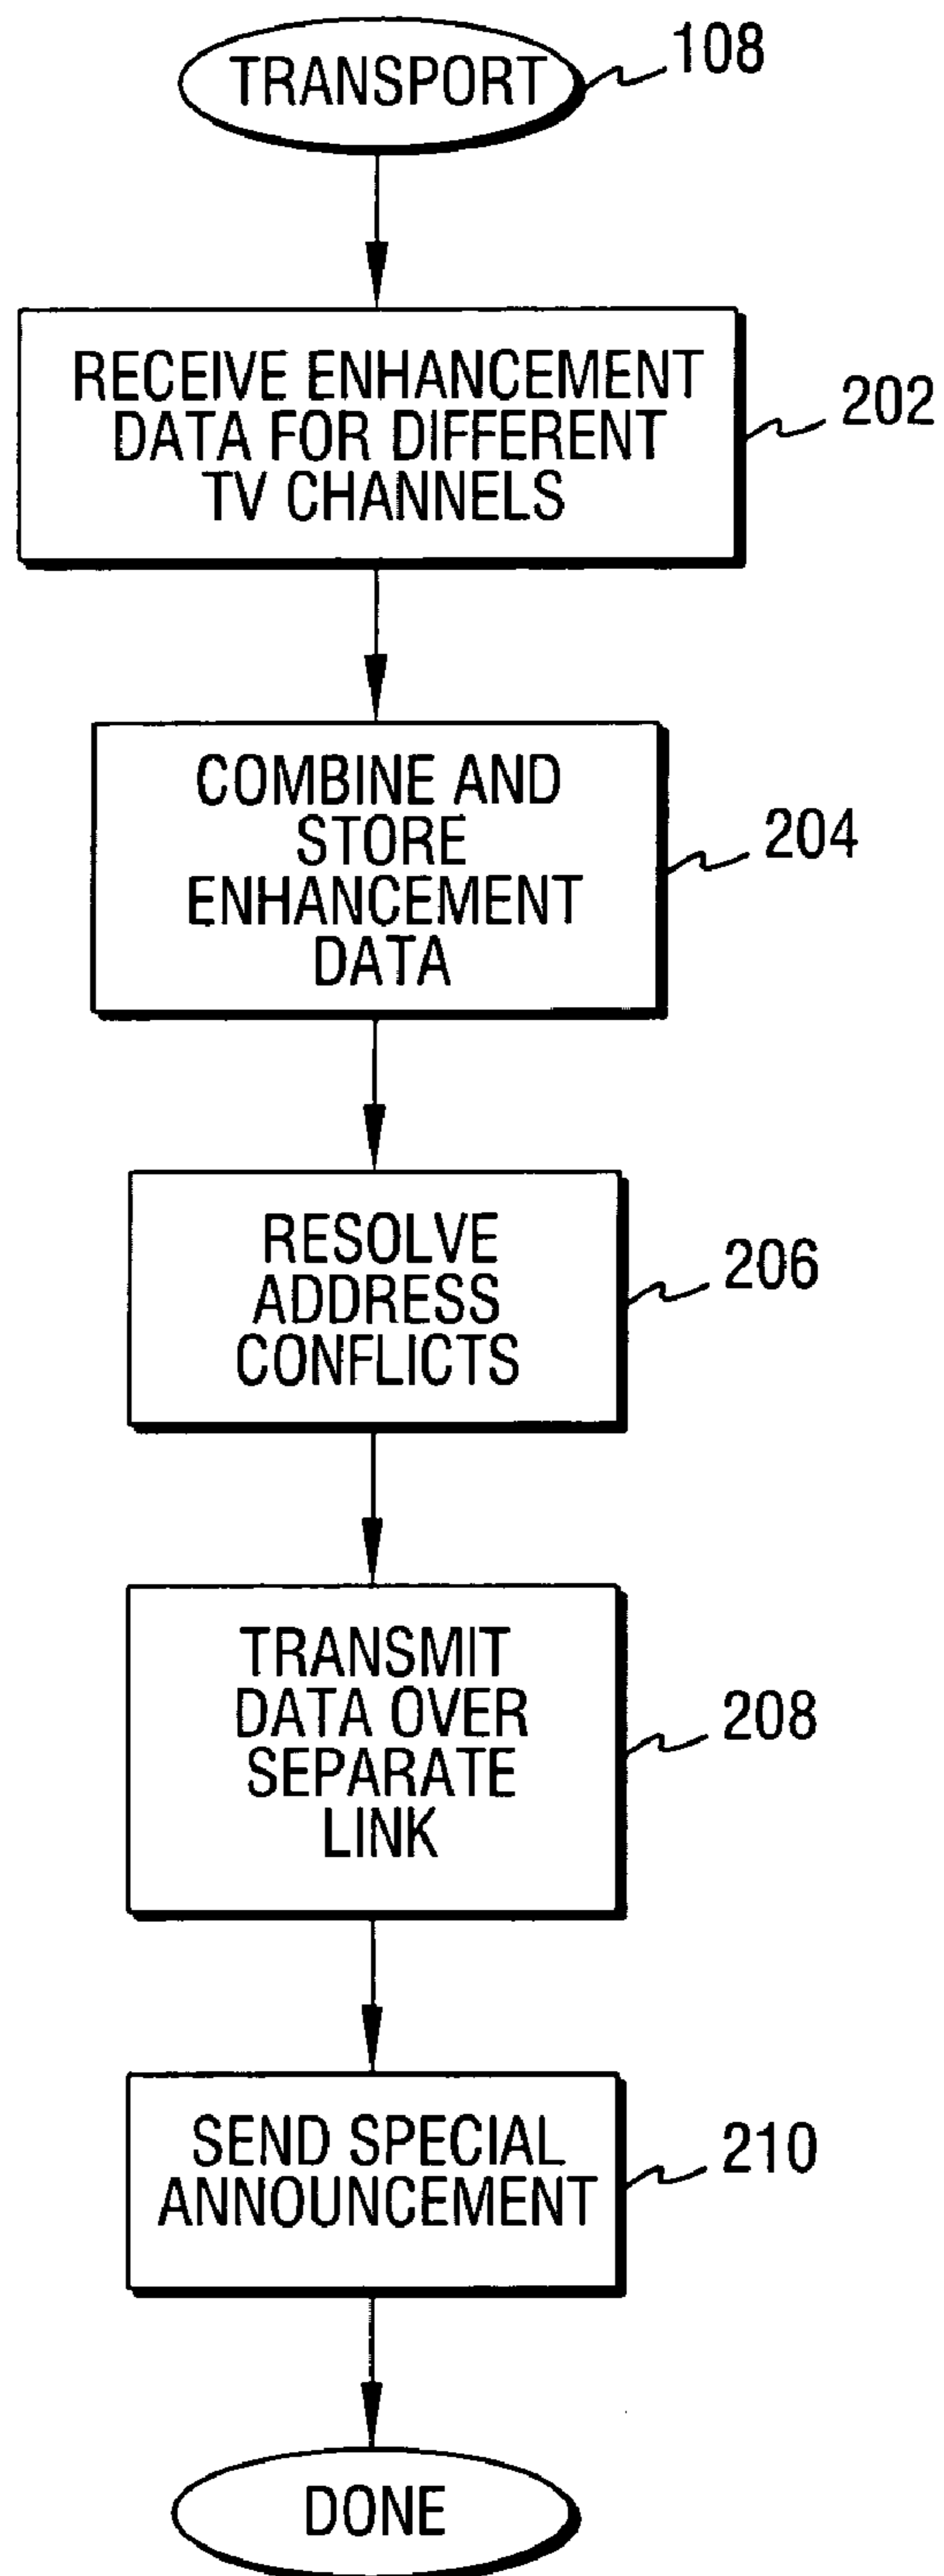 TRANSPORT
108
RECEIVE ENHANCEMENT
DATA FOR DIFFERENT
TV CHANNELS
202
COMBINE AND
STORE
ENHANCEMENT
DATA
204
RESOLVE
ADDRESS
CONFLICTS
206
TRANSMIT
DATA OVER
SEPARATE
LINK
208
SEND SPECIAL
ANNOUNCEMENT
210
DONE